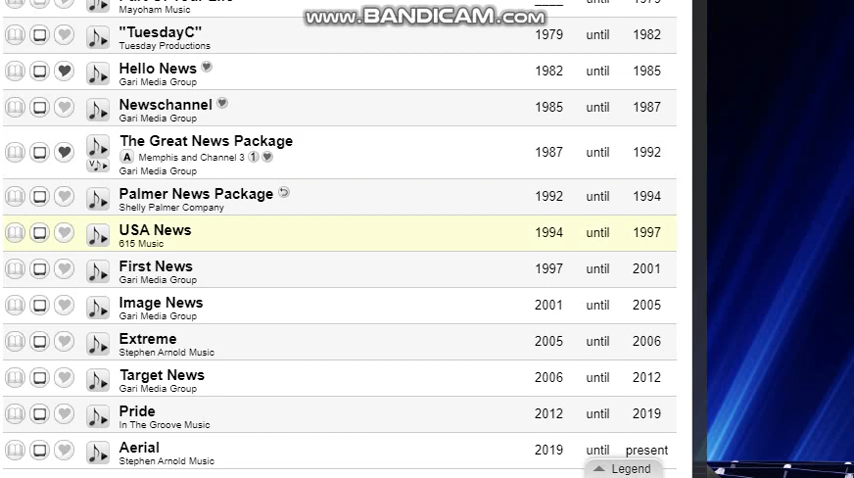 Maycham Music
1979
www.BANDICAM.com
"TuesdayC"
Tuesday Productions
1979 until 1982
Hello News
Gari Media Group
1982 until 1985
Newschannel
Gari Media Group
1985 until 1987
The Great News Package
A Memphis and Channel 3 1
Gari Media Group
1987 until 1992
Palmer News Package
Shelly Palmer Company
1992 until 1994
USA News
615 Music
1994 until 1997
First News
Gari Media Group
1997 until 2001
Image News
Gari Media Group
2001 until 2005
Extreme
Stephen Arnold Music
2005 until 2006
Target News
Gari Media Group
2006 until 2012
Pride
In The Groove Music
2012 until 2019
Aerial
Stephen Arnold Music
2019 until present
Legend